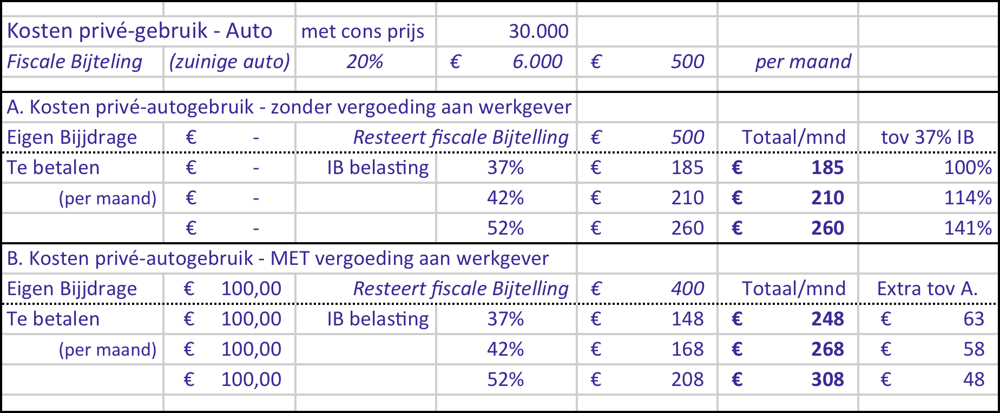 Kosten privé-gebruik - Auto met cons prijs 30.000
Fiscale Bijteling (zuinige auto) 20% € 6.000 € 500 per maand
A. Kosten privé-autogebruik - zonder vergoeding aan werkgever
Eigen Bijjdrage € - Resteert fiscale Bijtelling € 500 Totaal/mnd tov 37% IB
Te betalen € - IB belasting 37% € 185 € 185 100%
(per maand) € - 42% € 210 € 210 114%
€ - 52% € 260 € 260 141%
B. Kosten privé-autogebruik - MET vergoeding aan werkgever
Eigen Bijjdrage € 100,00 Resteert fiscale Bijtelling € 400 Totaal/mnd Extra tov A.
Te betalen € 100,00 IB belasting 37% € 148 € 248 € 63
(per maand) € 100,00 42% € 168 € 268 € 58
€ 100,00 52% € 208 € 308 € 48